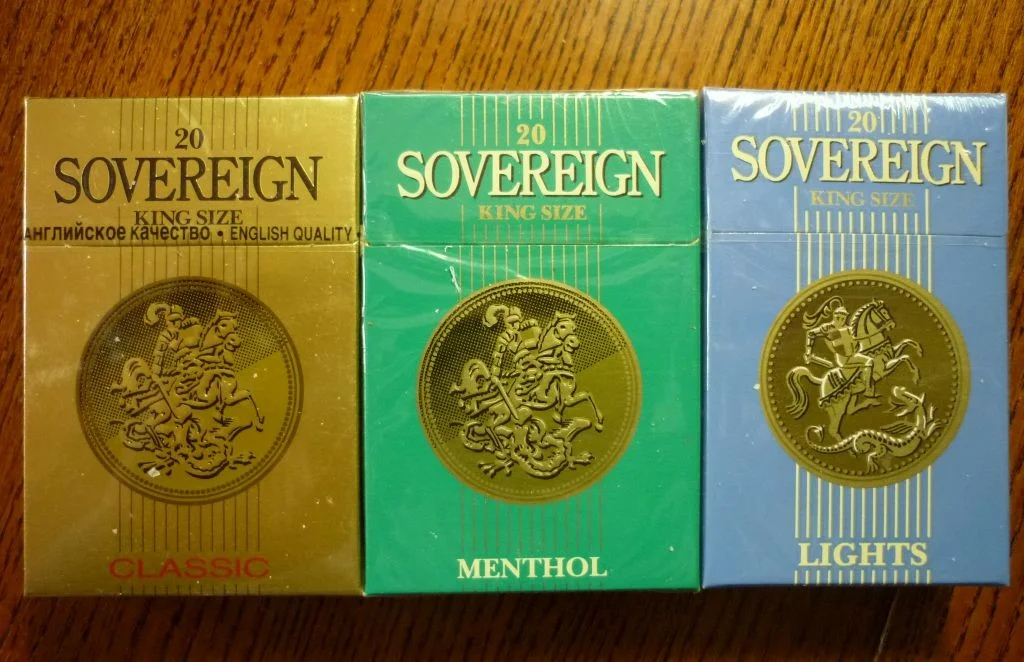 20
SOVEREIGN
KING SIZE
АНГЛИЙСКОЕ КАЧЕСТВО • ENGLISH QUALITY •
CLASSIC
20
SOVEREIGN
KING SIZE
MENTHOL
20
SOVEREIGN
KING SIZE
LIGHTS